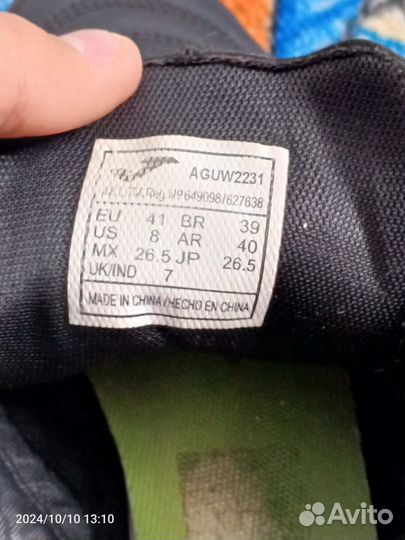 AGUW2231
T.M.Reg.Nº649098/627638
EU 41 BR 39
US 8 AR 40
MX 26.5 JP 26.5
UK/IND 7
MADE IN CHINA/HECHO EN CHINA
2024/10/10 13:10
Avito